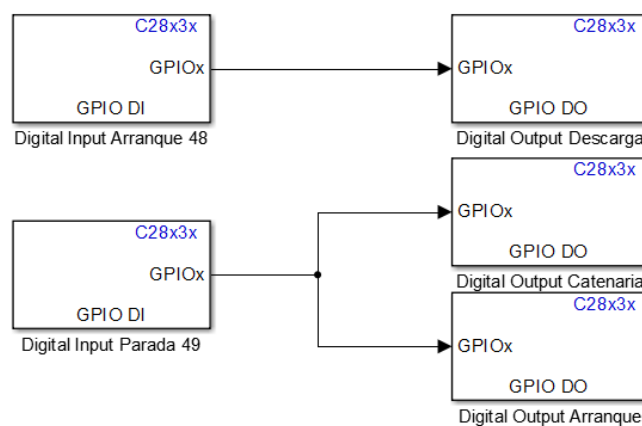 C28x3x
GPIOx
GPIO DI
Digital Input Arranque 48
C28x3x
GPIOx
GPIO DO
Digital Output Descarga
C28x3x
GPIOx
GPIO DI
Digital Input Parada 49
C28x3x
GPIOx
GPIO DO
Digital Output Catenaria
C28x3x
GPIOx
GPIO DO
Digital Output Arranque